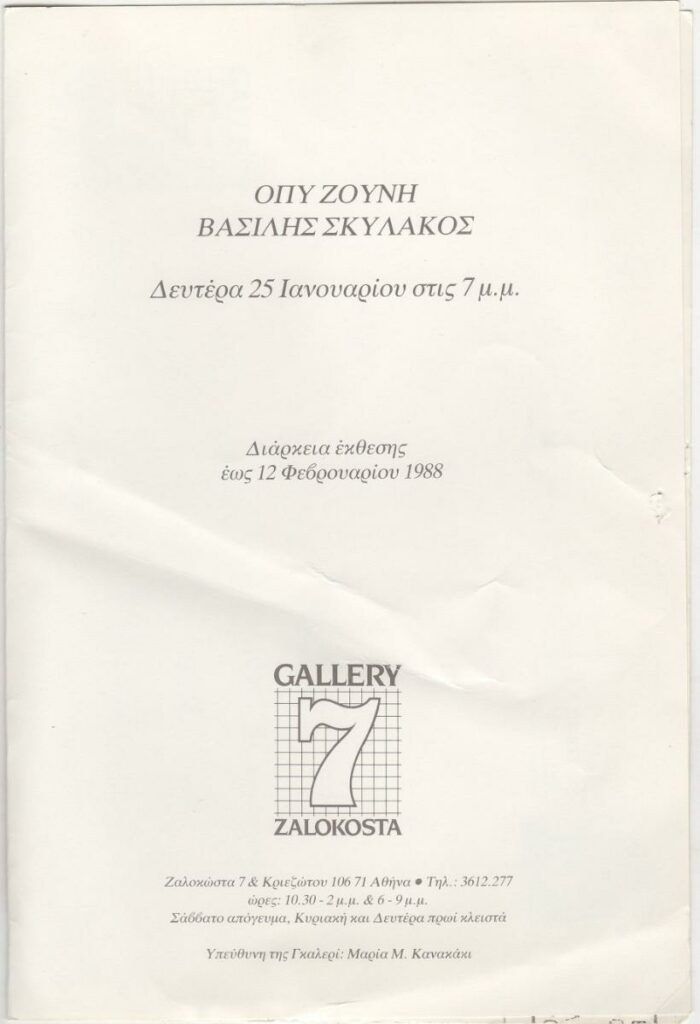 ΟΠΥ ΖΟΥΝΗ
ΒΑΣΙΛΗΣ ΣΚΥΛΑΚΟΣ
Δευτέρα 25 Ιανουαρίου στις 7 μ.μ.
Διάρκεια έκθεσης
έως 12 Φεβρουαρίου 1988
GALLERY
7
ZALOKOSTA
Ζαλοκώστα 7 & Κριεζώτου 106 71 Αθήνα ● Τηλ.: 3612.277
ώρες: 10.30 - 2 μ.μ. & 6 - 9 μ.μ.
Σάββατο απόγευμα, Κυριακή και Δευτέρα πρωί κλειστά
Υπεύθυνη της Γκαλερί: Μαρία Μ. Κανακάκι